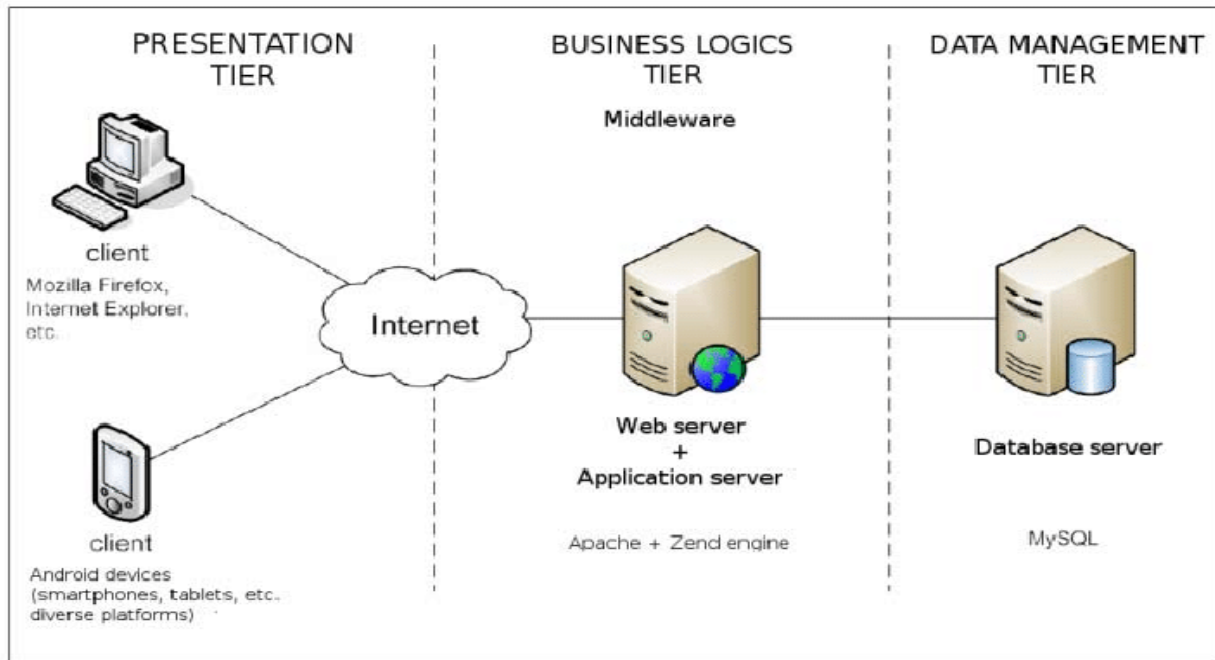 PRESENTATION
TIER
BUSINESS LOGICS
TIER
DATA MANAGEMENT
TIER
Middleware
client
Mozilla Firefox,
Internet Explorer,
etc.
Internet
Web server
+
Application server
Apache + Zend engine
Database server
MySQL
client
Android devices
(smartphones, tablets, etc.
diverse platforms)